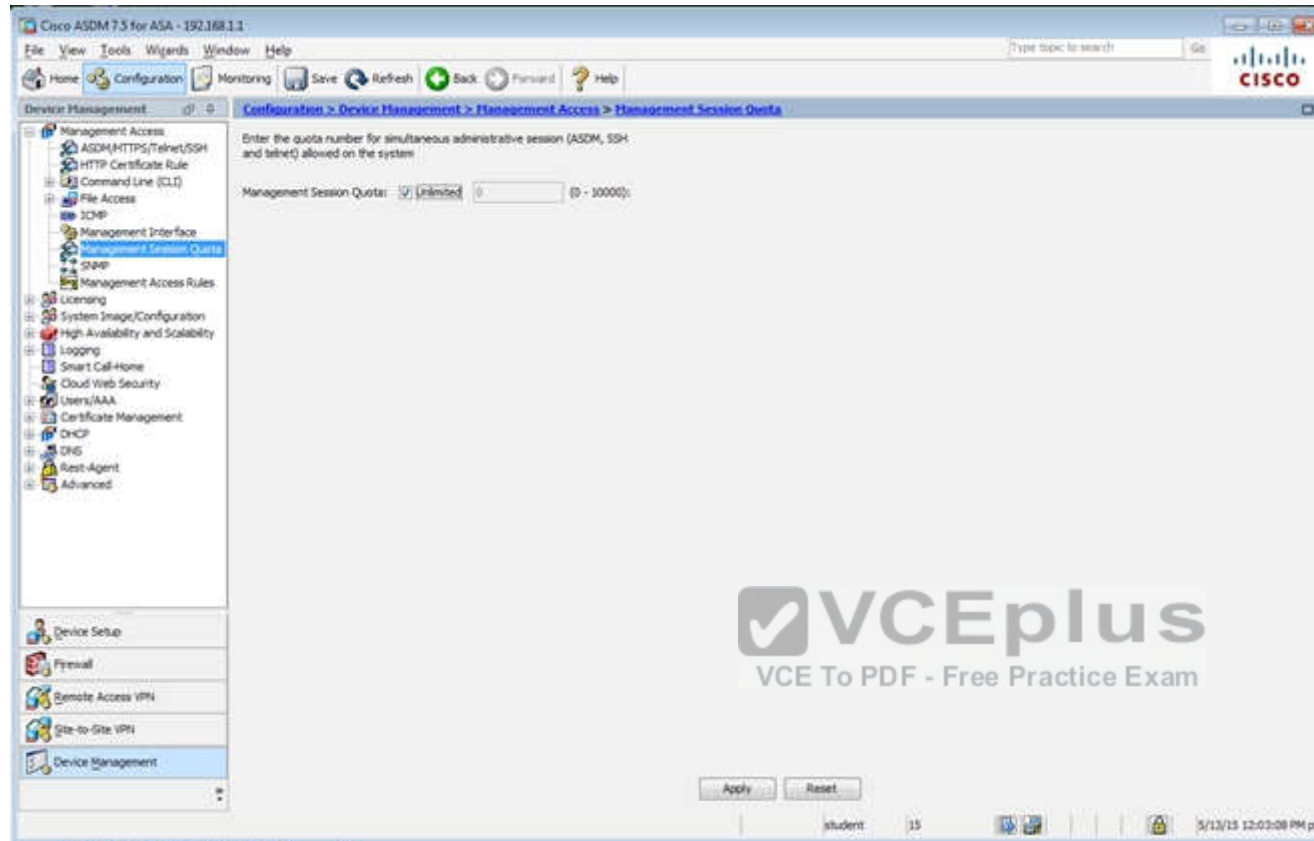 Cisco ASDM 7.5 for ASA - 192.168.1.1
File View Tools Wizards Window Help
Type topic to search
Go
Home Configuration Monitoring Save Refresh Back Forward Help
CISCO
Device Management
Configuration > Device Management > Management Access > Management Session Quota
Management Access
ASDM/HTTPS/Telnet/SSH
HTTP Certificate Rule
Command Line (CLI)
File Access
ICMP
Management Interface
Management Session Quota
SNMP
Management Access Rules
Licensing
System Image/Configuration
High Availability and Scalability
Logging
Smart Call-Home
Cloud Web Security
Users/AAA
Certificate Management
DHCP
DNS
Rest-Agent
Advanced
Enter the quota number for simultaneous administrative session (ASDM, SSH
and telnet) allowed on the system
Management Session Quota: Unlimited 0 (0 - 10000):
Device Setup
Firewall
Remote Access VPN
Site-to-Site VPN
Device Management
VCEplus
VCE To PDF - Free Practice Exam
Apply Reset
student 15 5/13/15 12:03:08 PM p